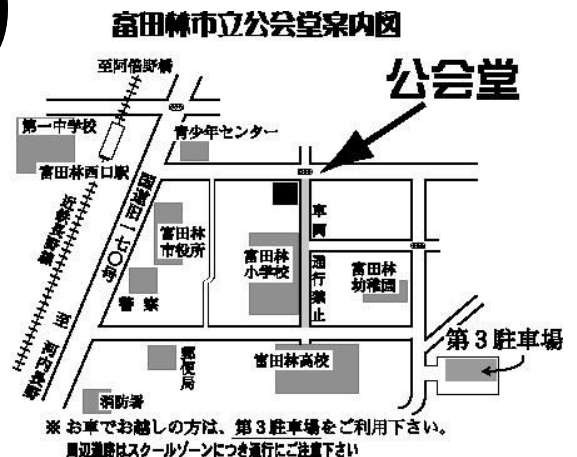 富田林市立公会堂案内図
至阿倍野橋
公会堂
第一中学校
青少年センター
富田林西口駅
国道旧一七〇号
近鉄長野線
富田林
市役所
車両
通行禁止
富田林
小学校
富田林
幼稚園
警察
至 河内長野
郵便局
富田林高校
第3駐車場
消防署
※ お車でお越しの方は、第3駐車場をご利用下さい。
周辺道路はスクールゾーンにつき通行にご注意下さい